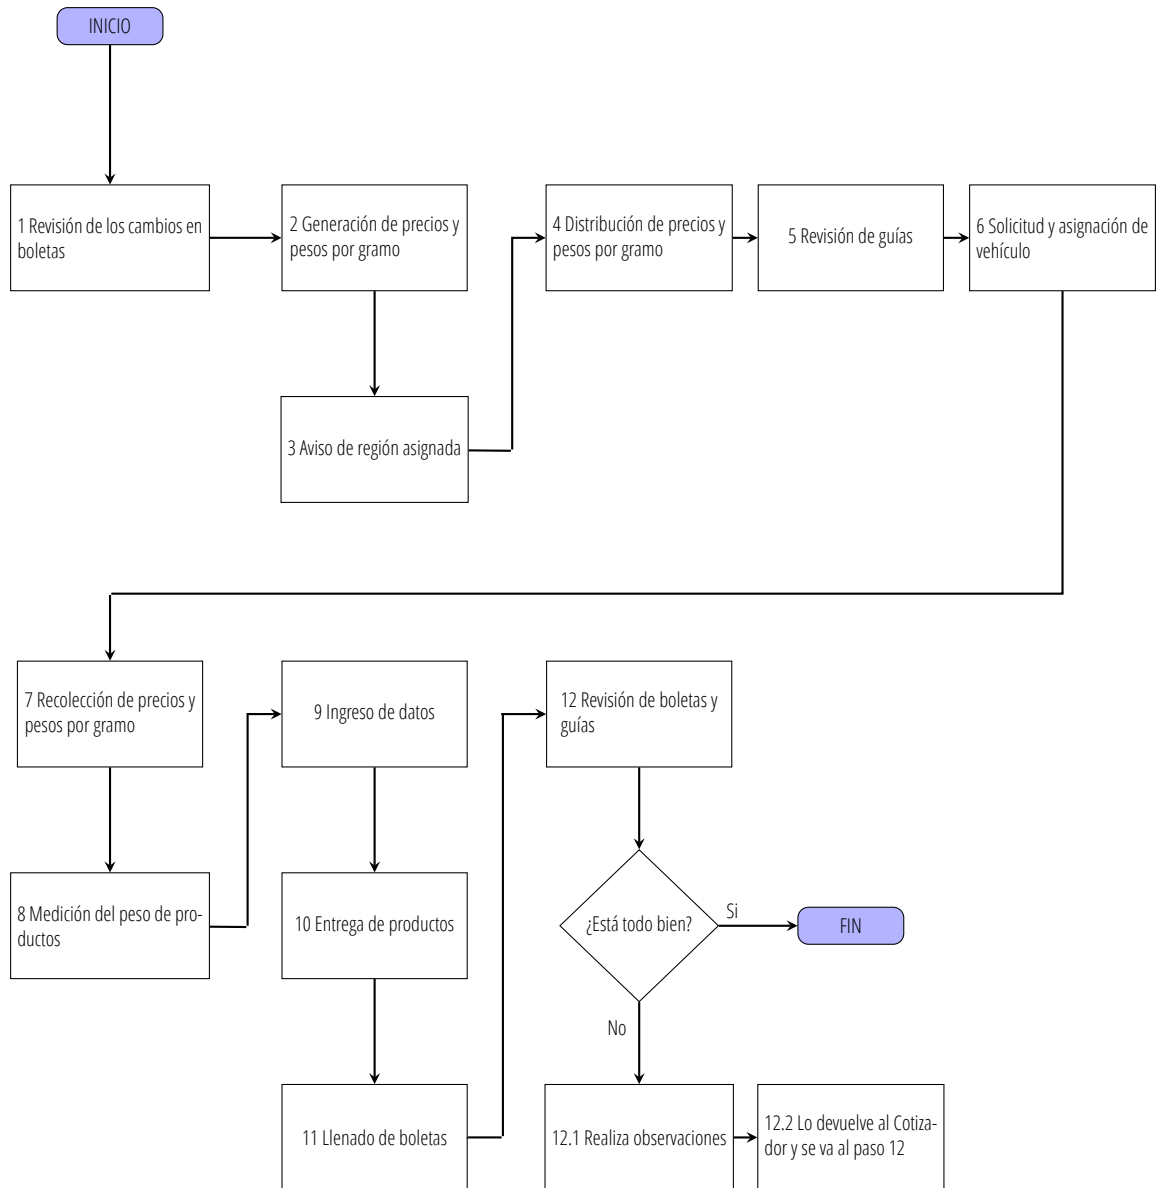 INICIO
1 Revisión de los cambios en
boletas
2 Generación de precios y
pesos por gramo
3 Aviso de región asignada
4 Distribución de precios y
pesos por gramo
5 Revisión de guías
6 Solicitud y asignación de
vehículo
7 Recolección de precios y
pesos por gramo
8 Medición del peso de pro-
ductos
9 Ingreso de datos
10 Entrega de productos
11 Llenado de boletas
12 Revisión de boletas y
guías
¿Está todo bien?
Si
FIN
No
12.1 Realiza observaciones
12.2 Lo devuelve al Cotiza-
dor y se va al paso 12